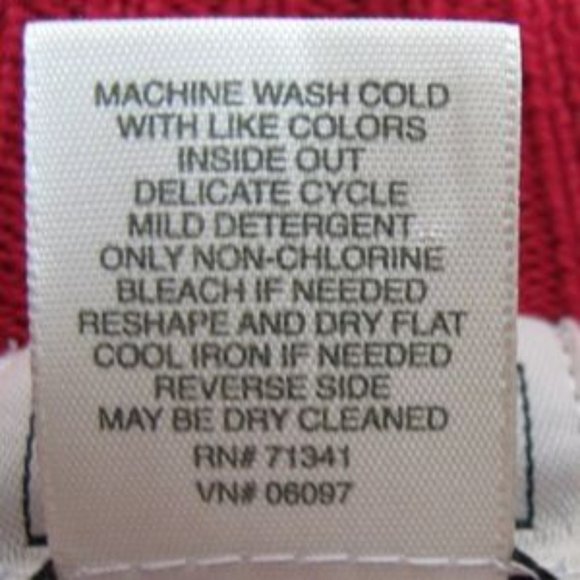 MACHINE WASH COLD
WITH LIKE COLORS
INSIDE OUT
DELICATE CYCLE
MILD DETERGENT
ONLY NON-CHLORINE
BLEACH IF NEEDED
RESHAPE AND DRY FLAT
COOL IRON IF NEEDED
REVERSE SIDE
MAY BE DRY CLEANED
RN# 71341
VN# 06097